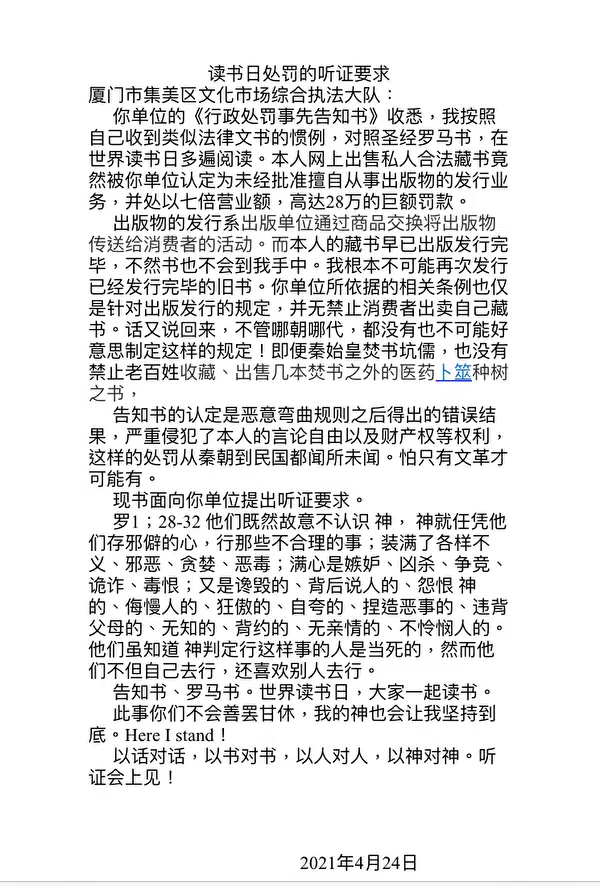 读书日处罚的听证要求
厦门市集美区文化市场综合执法大队：
你单位的《行政处罚事先告知书》收悉，我按照
自己收到类似法律文书的惯例，对照圣经罗马书，在
世界读书日多遍阅读。本人网上出售私人合法藏书竟
然被你单位认定为未经批准擅自从事出版物的发行业
务，并处以七倍营业额，高达28万的巨额罚款。
出版物的发行系出版单位通过商品交换将出版物
传送给消费者的活动。而本人的藏书早已出版发行完
毕，不然书也不会到我手中。我根本不可能再次发行
已经发行完毕的旧书。你单位所依据的相关条例也仅
是针对出版发行的规定，并无禁止消费者出卖自己藏
书。话又说回来，不管哪朝哪代，都没有也不可能好
意思制定这样的规定！即便秦始皇焚书坑儒，也没有
禁止老百姓收藏、出售几本焚书之外的医药卜筮种树
之书，
告知书的认定是恶意弯曲规则之后得出的错误结
果，严重侵犯了本人的言论自由以及财产权等权利，
这样的处罚从秦朝到民国都闻所未闻。怕只有文革才
可能有。
现书面向你单位提出听证要求。
罗1；28-32 他们既然故意不认识 神， 神就任凭他
们存邪僻的心，行那些不合理的事；装满了各样不
义、邪恶、贪婪、恶毒；满心是嫉妒、凶杀、争竞、
诡诈、毒恨；又是谗毁的、背后说人的、怨恨 神
的、侮慢人的、狂傲的、自夸的、捏造恶事的、违背
父母的、无知的、背约的、无亲情的、不怜悯人的。
他们虽知道 神判定行这样事的人是当死的，然而他
们不但自己去行，还喜欢别人去行。
告知书、罗马书。世界读书日，大家一起读书。
此事你们不会善罢甘休，我的神也会让我坚持到
底。Here I stand！
以话对话，以书对书，以人对人，以神对神。听
证会上见！
2021年4月24日